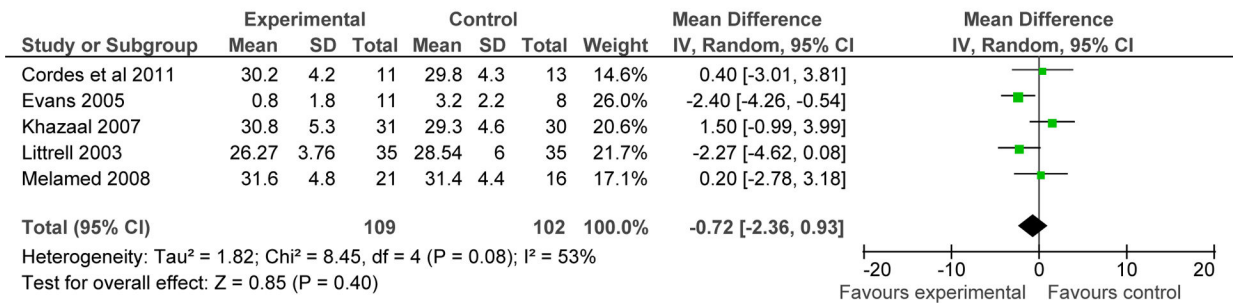 Experimental Control Mean Difference Mean Difference
Study or Subgroup Mean SD Total Mean SD Total Weight IV, Random, 95% CI IV, Random, 95% CI
Cordes et al 2011 30.2 4.2 11 29.8 4.3 13 14.6% 0.40 [-3.01, 3.81]
Evans 2005 0.8 1.8 11 3.2 2.2 8 26.0% -2.40 [-4.26, -0.54]
Khazaal 2007 30.8 5.3 31 29.3 4.6 30 20.6% 1.50 [-0.99, 3.99]
Littrell 2003 26.27 3.76 35 28.54 6 35 21.7% -2.27 [-4.62, 0.08]
Melamed 2008 31.6 4.8 21 31.4 4.4 16 17.1% 0.20 [-2.78, 3.18]
Total (95% CI) 109 102 100.0% -0.72 [-2.36, 0.93]
Heterogeneity: Tau² = 1.82; Chi² = 8.45, df = 4 (P = 0.08); I² = 53%
Test for overall effect: Z = 0.85 (P = 0.40)
-20 -10 0 10 20
Favours experimental Favours control